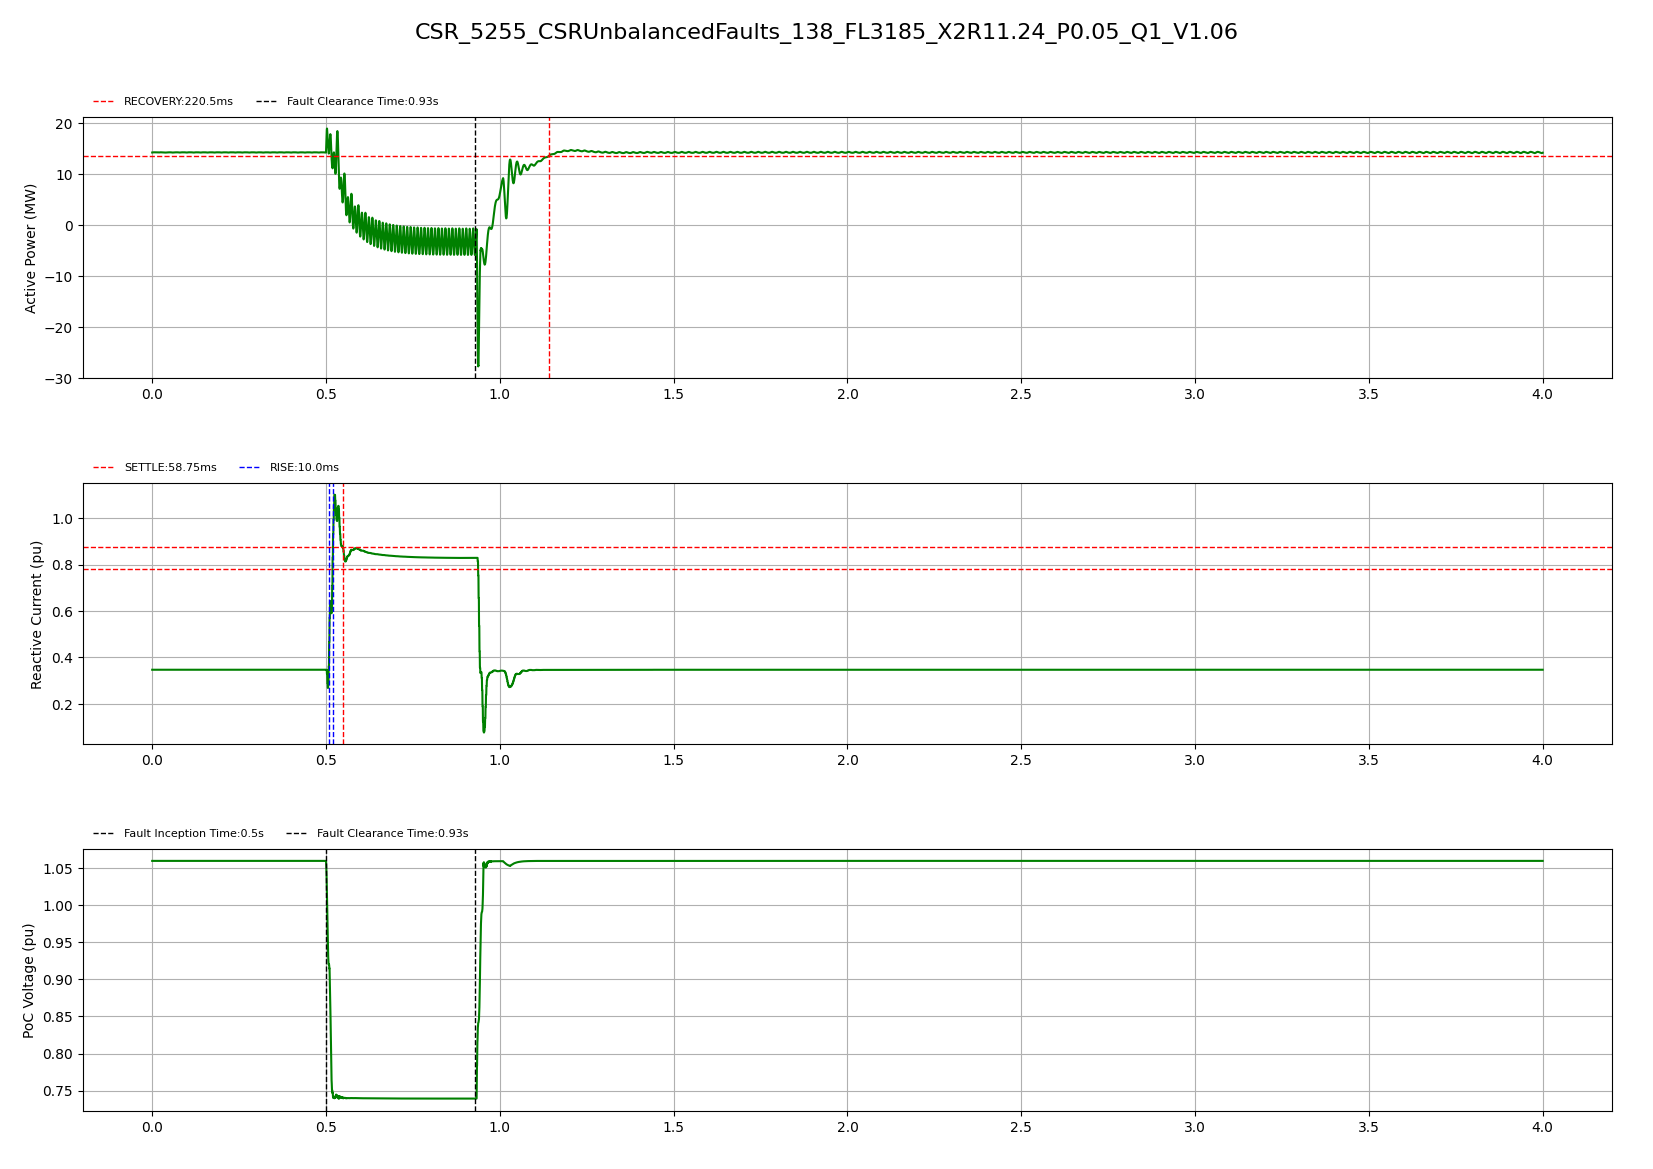 CSR_5255_CSRUnbalancedFaults_138_FL3185_X2R11.24_P0.05_Q1_V1.06
RECOVERY:220.5ms Fault Clearance Time:0.93s
Active Power (MW)
20
10
0
−10
−20
−30
0.0 0.5 1.0 1.5 2.0 2.5 3.0 3.5 4.0
SETTLE:58.75ms RISE:10.0ms
Reactive Current (pu)
1.0
0.8
0.6
0.4
0.2
0.0 0.5 1.0 1.5 2.0 2.5 3.0 3.5 4.0
Fault Inception Time:0.5s Fault Clearance Time:0.93s
PoC Voltage (pu)
1.05
1.00
0.95
0.90
0.85
0.80
0.75
0.0 0.5 1.0 1.5 2.0 2.5 3.0 3.5 4.0